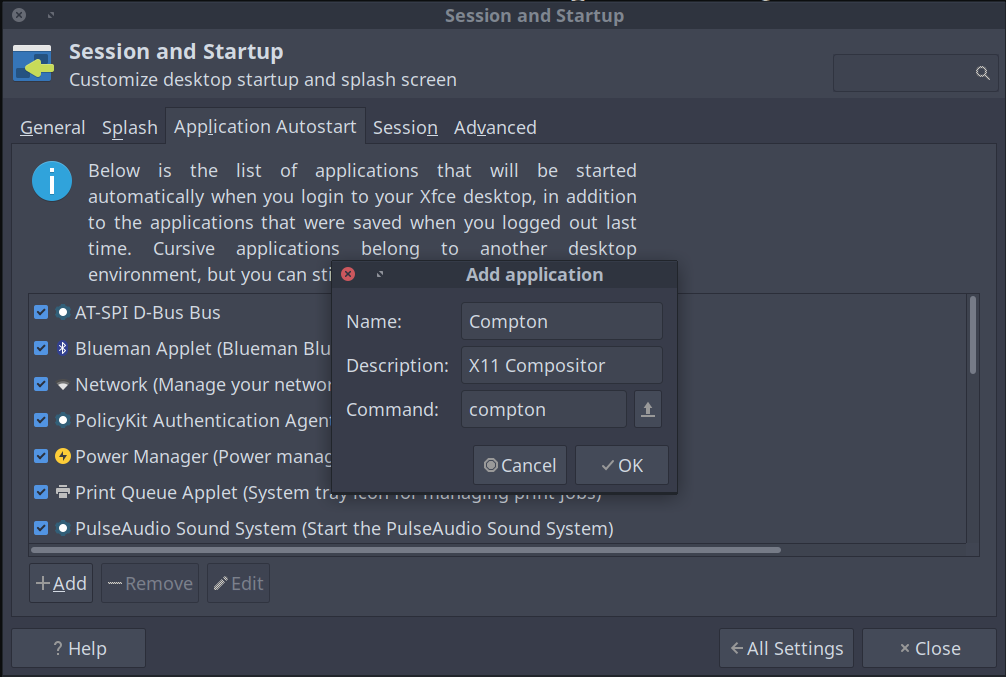 Session and Startup
Session and Startup
Customize desktop startup and splash screen
General Splash Application Autostart Session Advanced
Below is the list of applications that will be started
automatically when you login to your Xfce desktop, in addition
to the applications that were saved when you logged out last
time. Cursive applications belong to another desktop
environment, but you can sti
Add application
Name: Compton
Description: X11 Compositor
Command: compton
Cancel OK
AT-SPI D-Bus Bus
Blueman Applet (Blueman Blu
Network (Manage your networ
PolicyKit Authentication Agent
Power Manager (Power manag
Print Queue Applet (System tray icon for managing print jobs)
PulseAudio Sound System (Start the PulseAudio Sound System)
Add Remove Edit
? Help All Settings Close